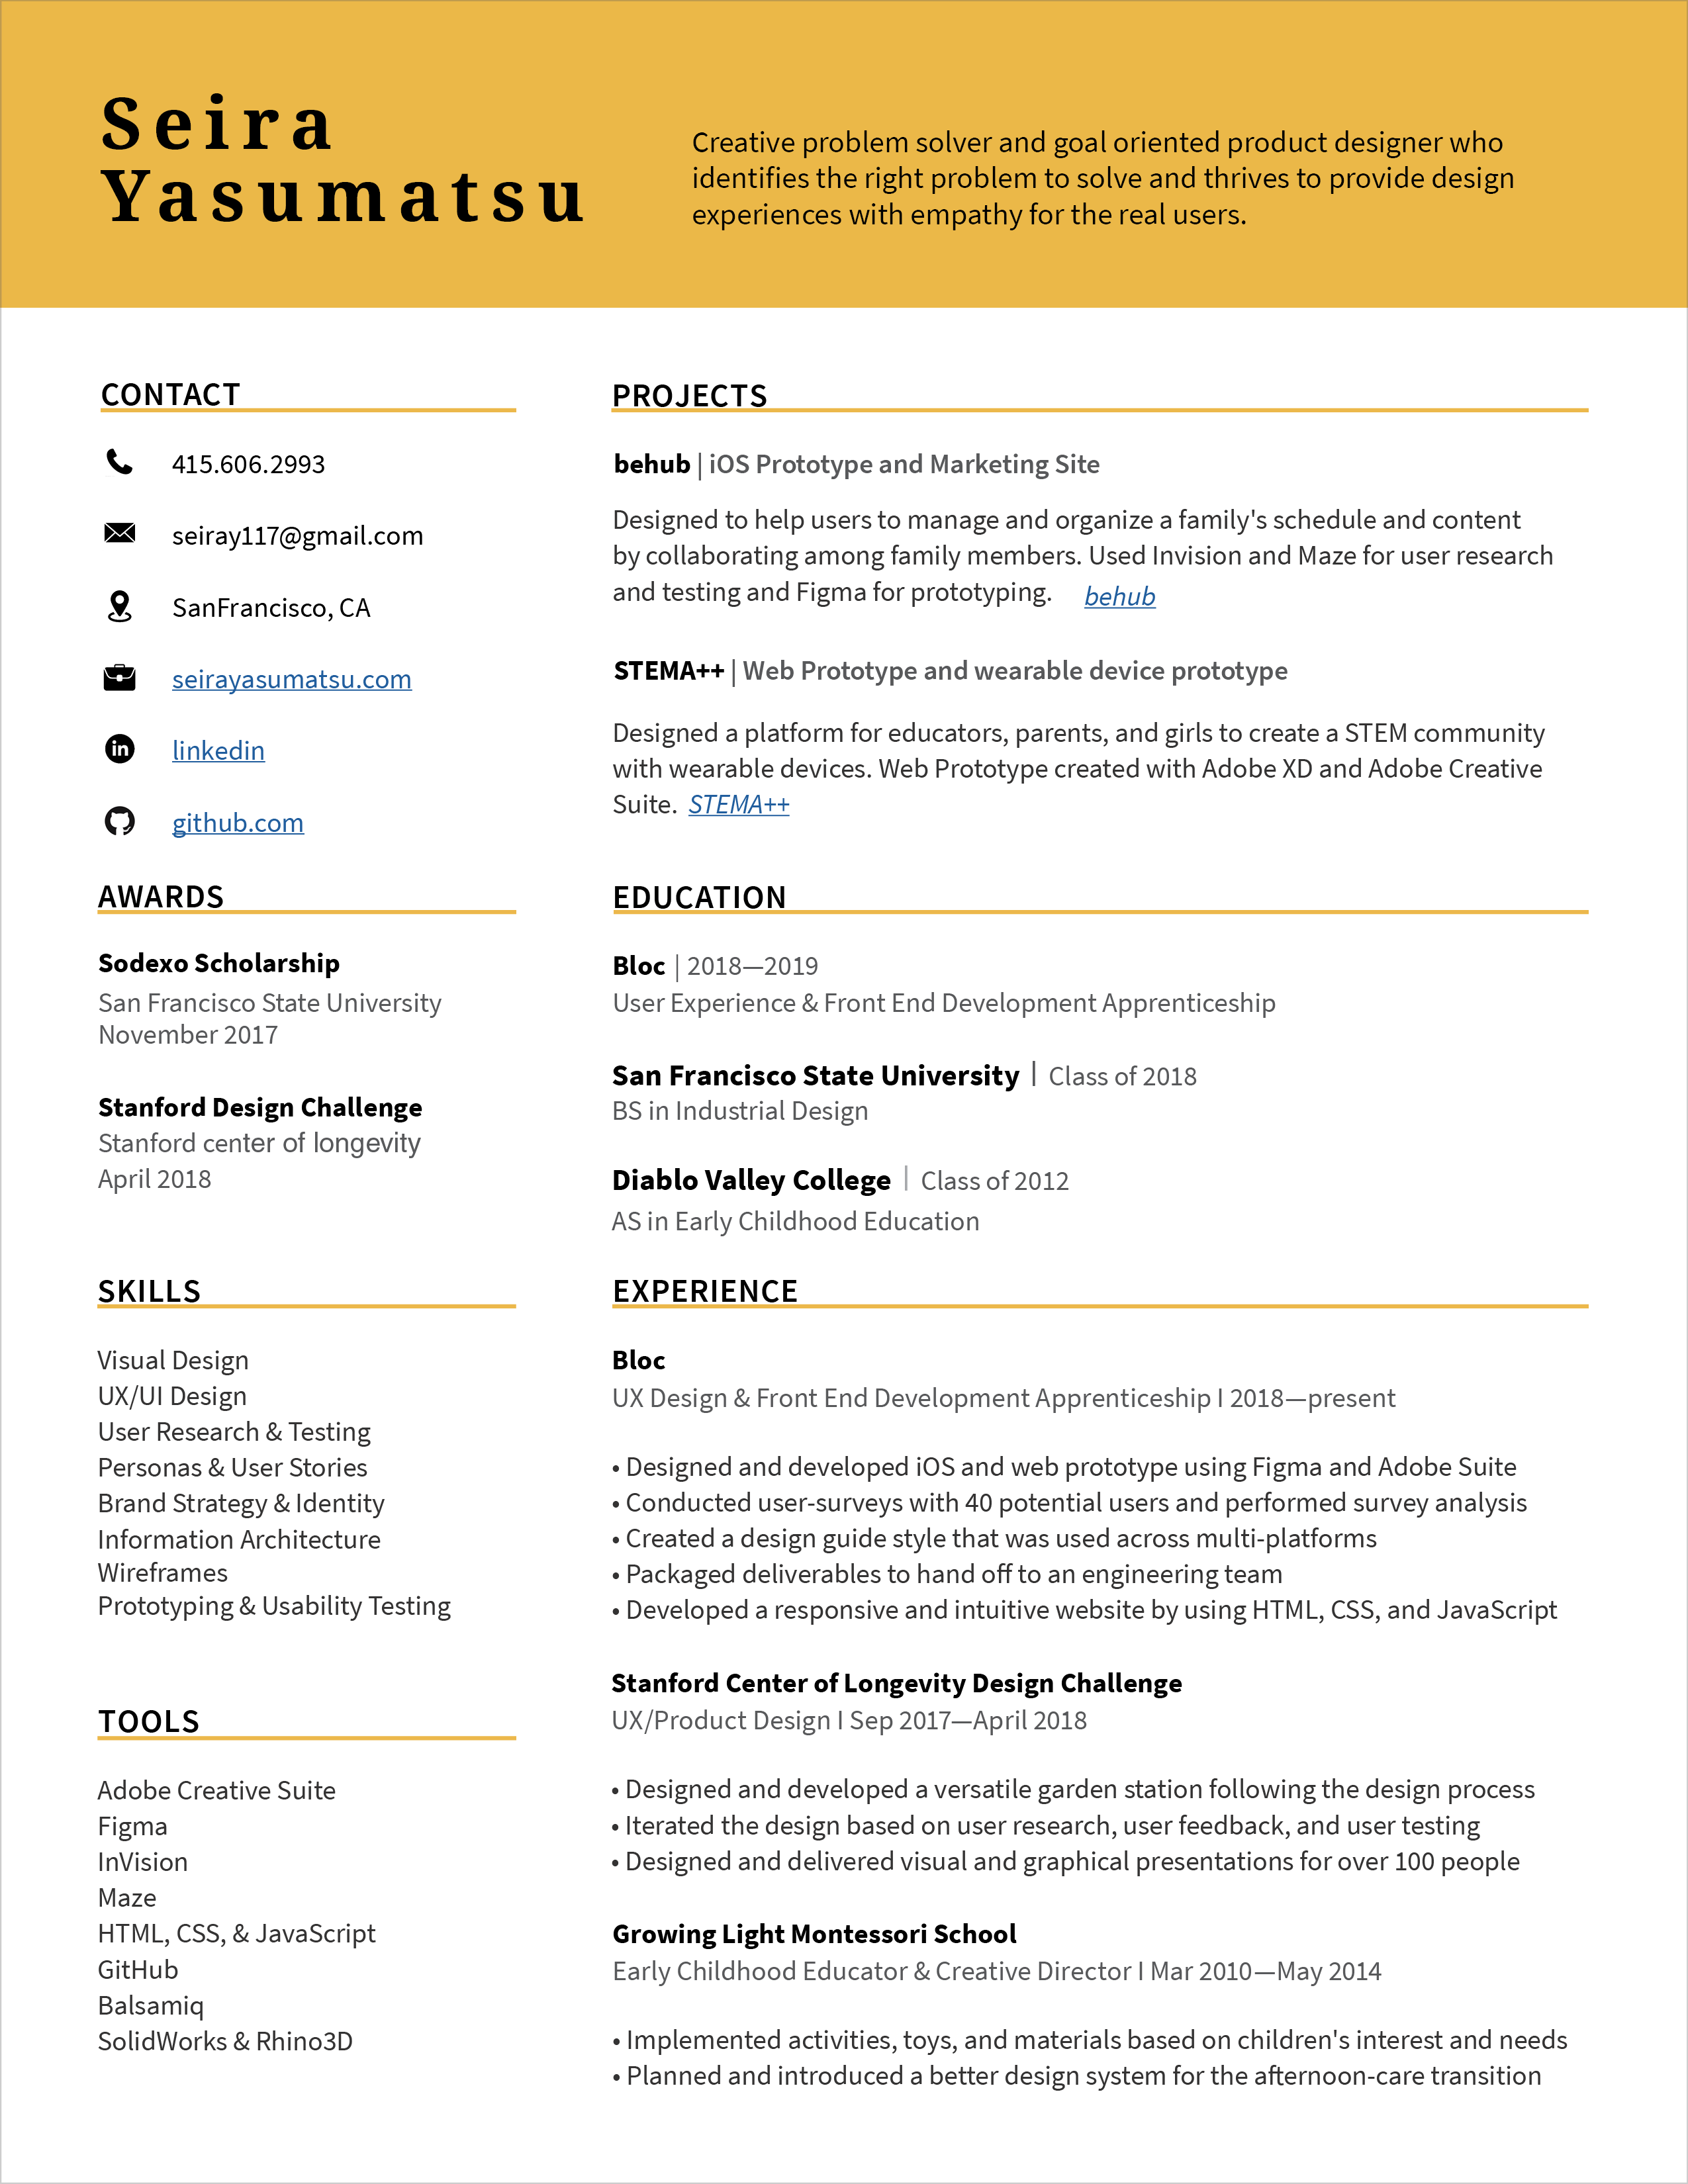 Seira
Yasumatsu
Creative problem solver and goal oriented product designer who
identifies the right problem to solve and thrives to provide design
experiences with empathy for the real users.
CONTACT
415.606.2993
seiray117@gmail.com
SanFrancisco, CA
seirayasumatsu.com
linkedin
github.com
AWARDS
Sodexo Scholarship
San Francisco State University
November 2017
Stanford Design Challenge
Stanford center of longevity
April 2018
SKILLS
Visual Design
UX/UI Design
User Research & Testing
Personas & User Stories
Brand Strategy & Identity
Information Architecture
Wireframes
Prototyping & Usability Testing
TOOLS
Adobe Creative Suite
Figma
InVision
Maze
HTML, CSS, & JavaScript
GitHub
Balsamiq
SolidWorks & Rhino3D
PROJECTS
behub | iOS Prototype and Marketing Site
Designed to help users to manage and organize a family's schedule and content
by collaborating among family members. Used Invision and Maze for user research
and testing and Figma for prototyping. behub
STEMA++ | Web Prototype and wearable device prototype
Designed a platform for educators, parents, and girls to create a STEM community
with wearable devices. Web Prototype created with Adobe XD and Adobe Creative
Suite. STEMA++
EDUCATION
Bloc | 2018—2019
User Experience & Front End Development Apprenticeship
San Francisco State University | Class of 2018
BS in Industrial Design
Diablo Valley College | Class of 2012
AS in Early Childhood Education
EXPERIENCE
Bloc
UX Design & Front End Development Apprenticeship I 2018—present
• Designed and developed iOS and web prototype using Figma and Adobe Suite
• Conducted user-surveys with 40 potential users and performed survey analysis
• Created a design guide style that was used across multi-platforms
• Packaged deliverables to hand off to an engineering team
• Developed a responsive and intuitive website by using HTML, CSS, and JavaScript
Stanford Center of Longevity Design Challenge
UX/Product Design I Sep 2017—April 2018
• Designed and developed a versatile garden station following the design process
• Iterated the design based on user research, user feedback, and user testing
• Designed and delivered visual and graphical presentations for over 100 people
Growing Light Montessori School
Early Childhood Educator & Creative Director I Mar 2010—May 2014
• Implemented activities, toys, and materials based on children's interest and needs
• Planned and introduced a better design system for the afternoon-care transition